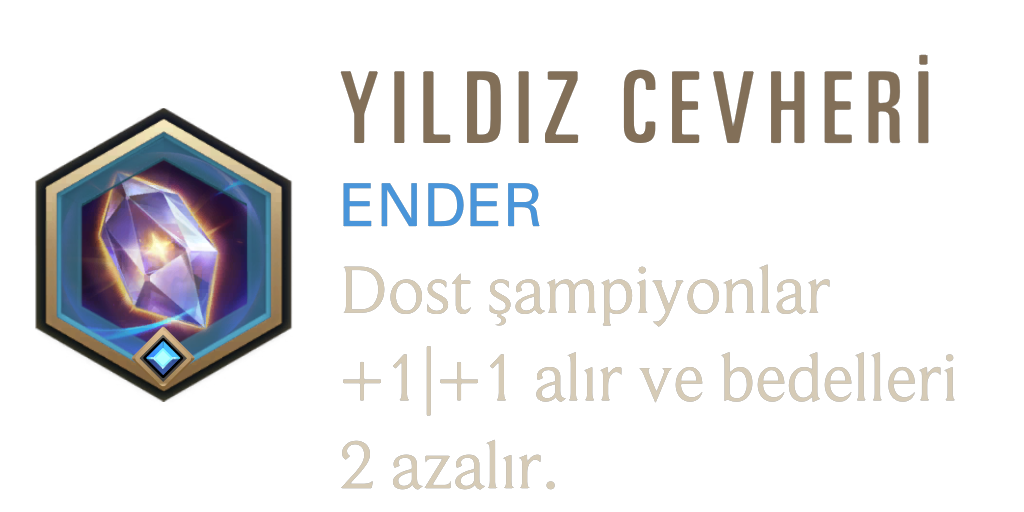 YILDIZ CEVHERİ
ENDER
Dost şampiyonlar
+1|+1 alır ve bedelleri
2 azalır.